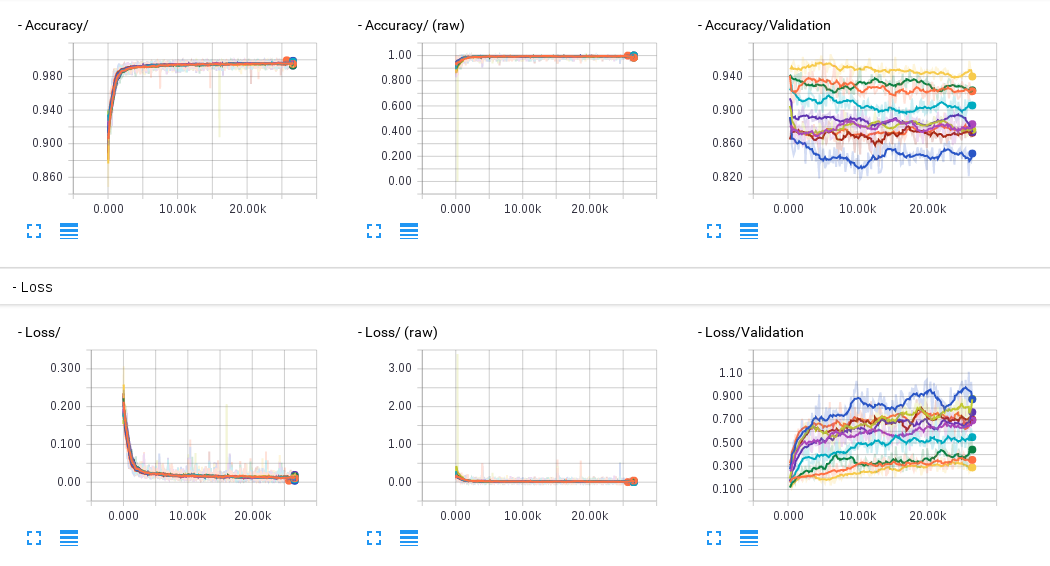 - Accuracy/
- Accuracy/ (raw)
- Accuracy/Validation
0.980
0.940
0.900
0.860
0.000 10.00k 20.00k
1.00
0.800
0.600
0.400
0.200
0.00
0.000 10.00k 20.00k
0.940
0.900
0.860
0.820
0.000 10.00k 20.00k
- Loss
- Loss/
- Loss/ (raw)
- Loss/Validation
0.300
0.200
0.100
0.00
0.000 10.00k 20.00k
3.00
2.00
1.00
0.00
0.000 10.00k 20.00k
1.10
0.900
0.700
0.500
0.300
0.100
0.000 10.00k 20.00k